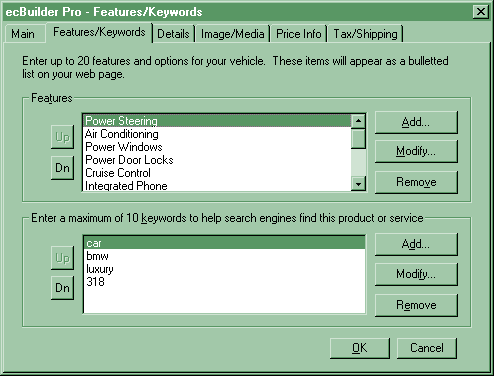 ecBuilder Pro - Features/Keywords
Main Features/Keywords Details Image/Media Price Info Tax/Shipping
Enter up to 20 features and options for your vehicle. These items will appear as a bulletted
list on your web page.
Features
Power Steering
Air Conditioning
Power Windows
Power Door Locks
Cruise Control
Integrated Phone
Up
Dn
Add...
Modify...
Remove
Enter a maximum of 10 keywords to help search engines find this product or service
car
bmw
luxury
318
Up
Dn
Add...
Modify...
Remove
OK Cancel